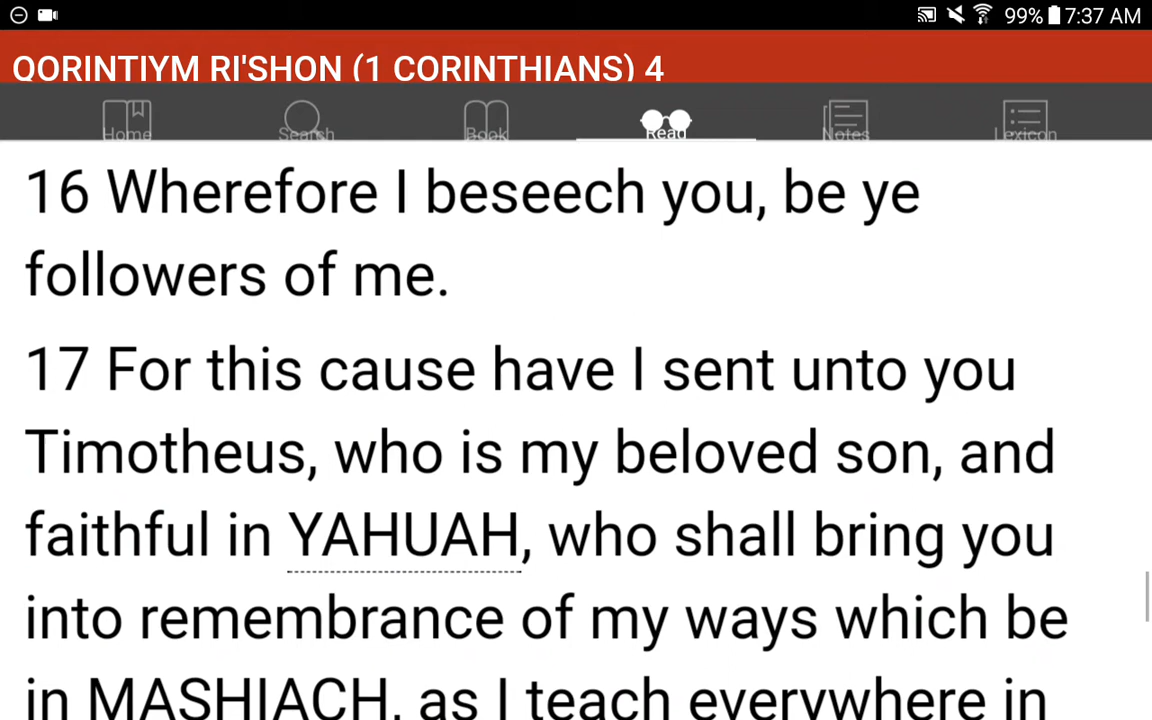 99% 7:37 AM
QORINTIYM RI'SHON (1 CORINTHIANS) 4
Home Search Book Read Notes Lexicon
16 Wherefore I beseech you, be ye
followers of me.
17 For this cause have I sent unto you
Timotheus, who is my beloved son, and
faithful in YAHUAH, who shall bring you
into remembrance of my ways which be
in MASHIACH, as I teach everywhere in